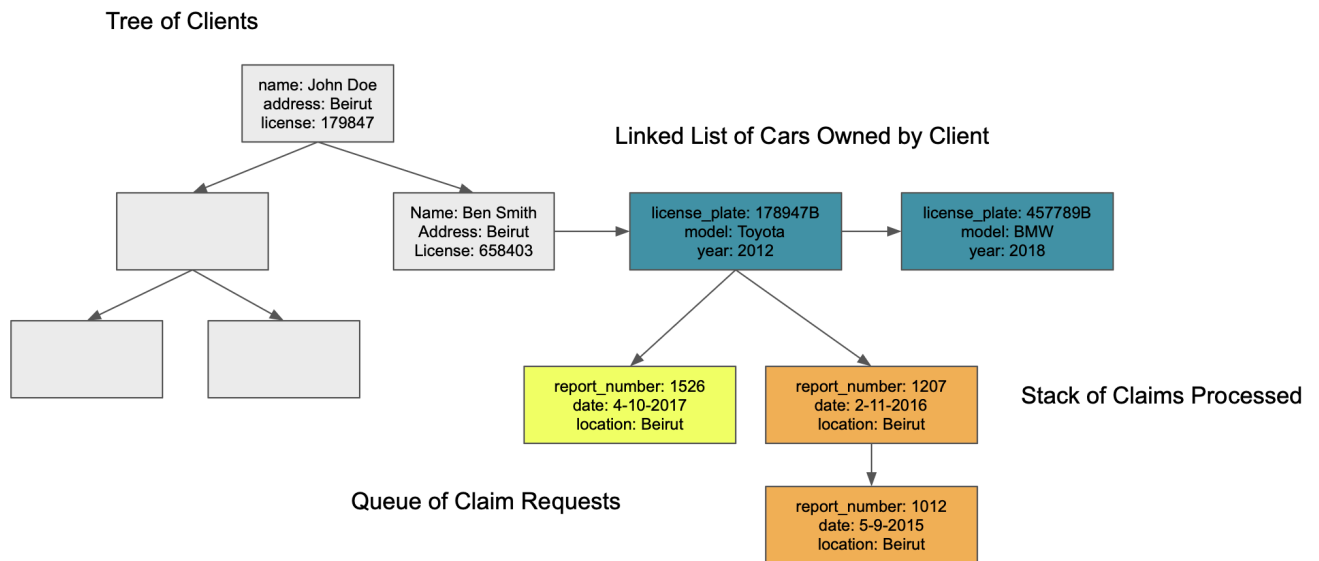 Tree of Clients
name: John Doe
address: Beirut
license: 179847
Linked List of Cars Owned by Client
Name: Ben Smith
Address: Beirut
License: 658403
license_plate: 178947B
model: Toyota
year: 2012
license_plate: 457789B
model: BMW
year: 2018
report_number: 1526
date: 4-10-2017
location: Beirut
report_number: 1207
date: 2-11-2016
location: Beirut
Stack of Claims Processed
Queue of Claim Requests
report_number: 1012
date: 5-9-2015
location: Beirut